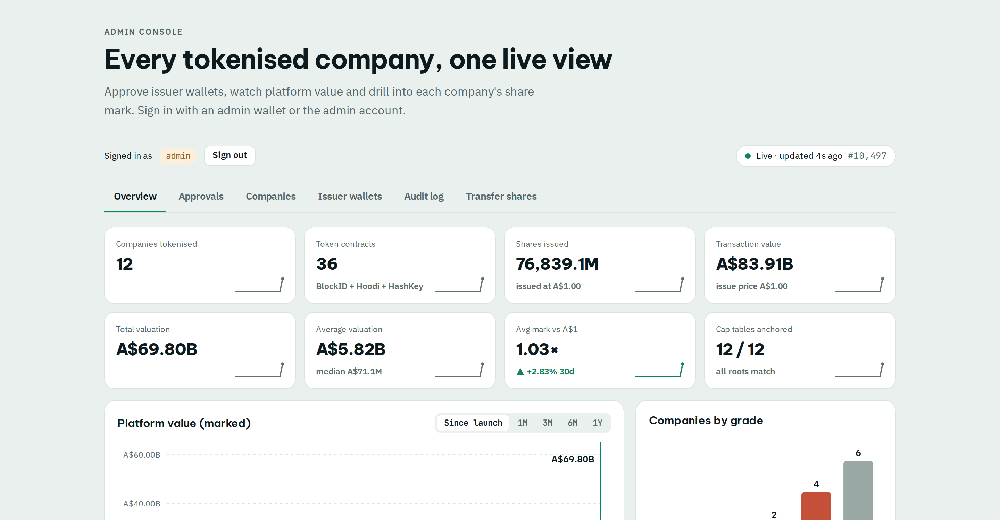 ADMIN CONSOLE
Every tokenised company, one live view
Approve issuer wallets, watch platform value and drill into each company's share
mark. Sign in with an admin wallet or the admin account.
Signed in as admin Sign out
Live · updated 4s ago #10,497
Overview Approvals Companies Issuer wallets Audit log Transfer shares
Companies tokenised
12
Token contracts
36
BlockID + Hoodi + HashKey
Shares issued
76,839.1M
issued at A$1.00
Transaction value
A$83.91B
issue price A$1.00
Total valuation
A$69.80B
Average valuation
A$5.82B
median A$71.1M
Avg mark vs A$1
1.03×
▲ +2.83% 30d
Cap tables anchored
12 / 12
all roots match
Platform value (marked)
Since launch 1M 3M 6M 1Y
A$60.00B
A$69.80B
A$40.00B
Companies by grade
6
4
2